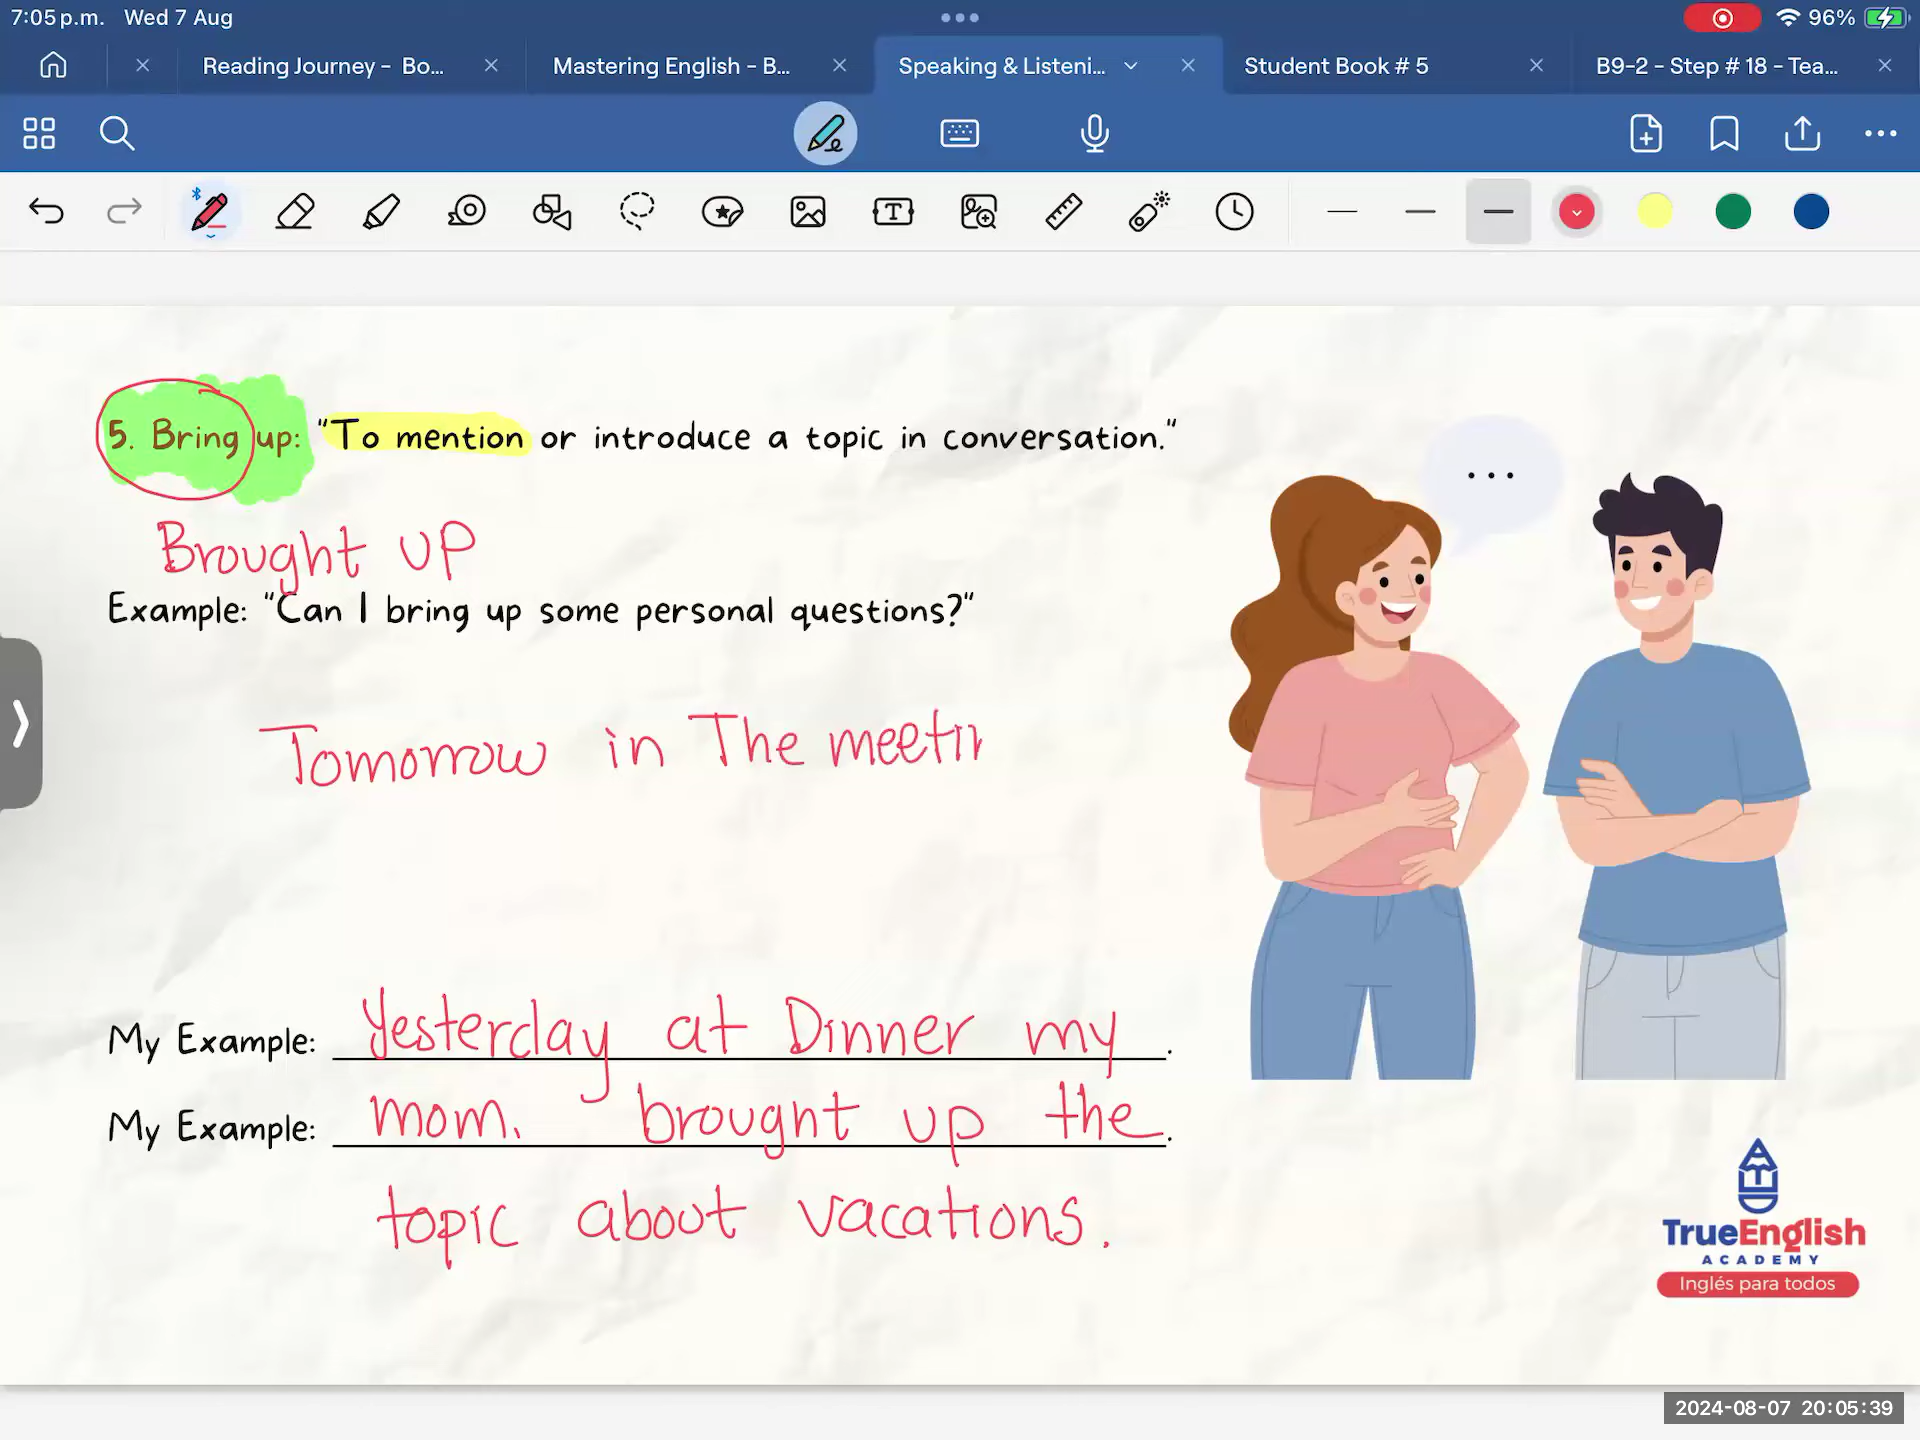 7:05 p.m. Wed 7 Aug
96%
Reading Journey - Bo...
Mastering English - B...
Speaking & Listeni...
Student Book # 5
B9-2 - Step # 18 - Tea...
5. Bring up: "To mention or introduce a topic in conversation."
Brought up
Example: "Can I bring up some personal questions?"
Tomorrow in The meetin
My Example: Yesterday at Dinner my.
My Example: mom. brought up the.
topic about vacations.
TrueEnglish
ACADEMY
Inglés para todos
2024-08-07 20:05:39